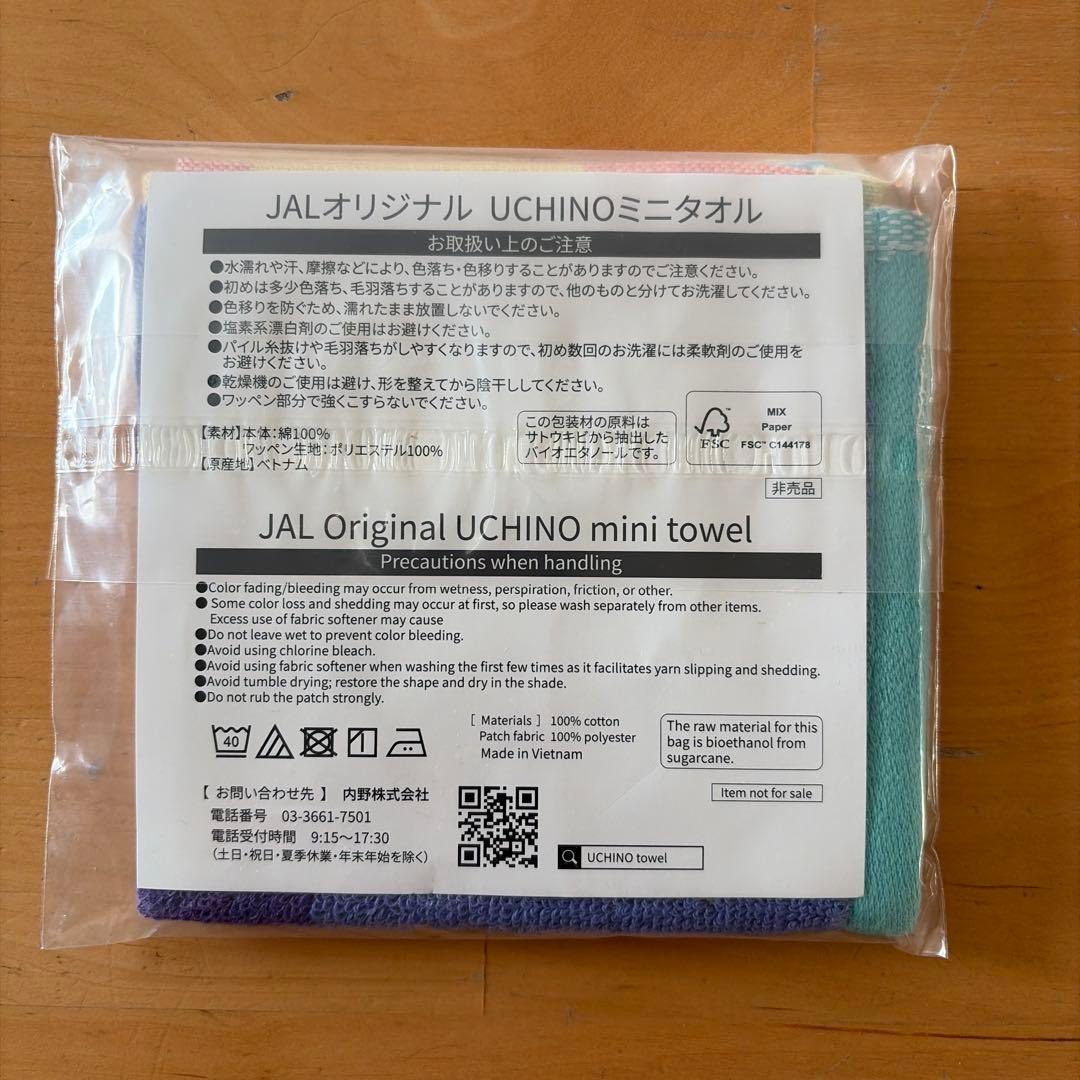 JALオリジナル UCHINOミニタオル
お取扱い上のご注意
●水濡れや汗、摩擦などにより、色落ち・色移りすることがありますのでご注意ください。
●初めは多少色落ち、毛羽落ちすることがありますので、他のものと分けてお洗濯してください。
●色移りを防ぐため、濡れたまま放置しないでください。
●塩素系漂白剤のご使用はお避けください。
●パイル糸抜けや毛羽落ちがしやすくなりますので、初め数回のお洗濯には柔軟剤のご使用を
お避けください。
●乾燥機のご使用は避け、形を整えてから陰干ししてください。
●ワッペン部分で強くこすらないでください。
【素材】本体：綿100%
ワッペン生地：ポリエステル100%
【原産地】ベトナム
この包装材の原料は
サトウキビから抽出した
バイオエタノールです。
FSC
MIX
Paper
FSC™ C144178
非売品
JAL Original UCHINO mini towel
Precautions when handling
●Color fading/bleeding may occur from wetness, perspiration, friction, or other.
● Some color loss and shedding may occur at first, so please wash separately from other items.
Excess use of fabric softener may cause
●Do not leave wet to prevent color bleeding.
●Avoid using chlorine bleach.
●Avoid using fabric softener when washing the first few times as it facilitates yarn slipping and shedding.
●Avoid tumble drying; restore the shape and dry in the shade.
●Do not rub the patch strongly.
40
[ Materials ] 100% cotton
Patch fabric 100% polyester
Made in Vietnam
The raw material for this
bag is bioethanol from
sugarcane.
Item not for sale
【 お問い合わせ先 】 内野株式会社
電話番号 03-3661-7501
電話受付時間 9:15～17:30
（土日・祝日・夏季休業・年末年始を除く）
UCHINO towel